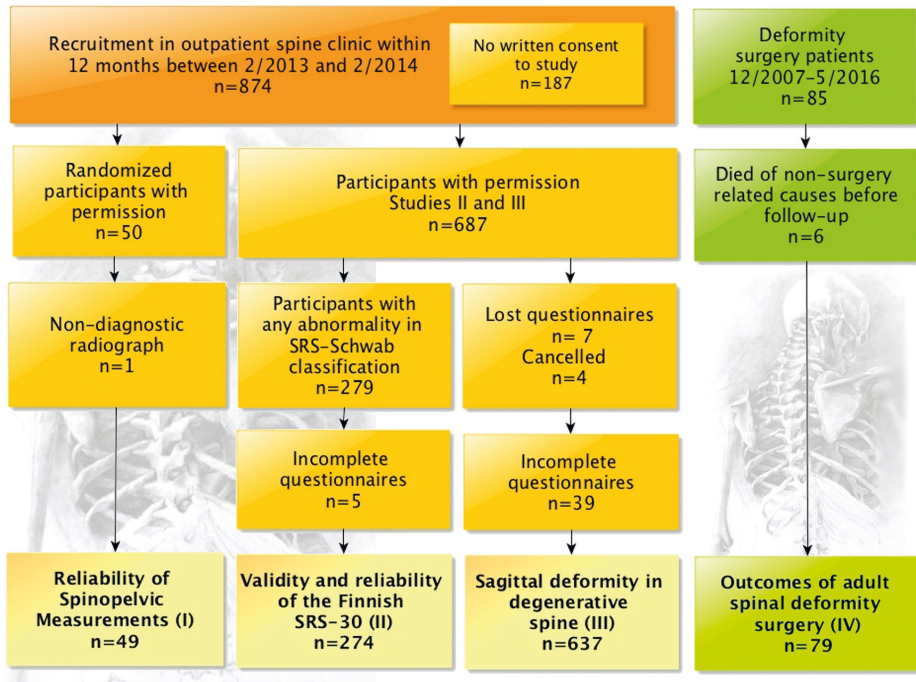 Recruitment in outpatient spine clinic within
12 months between 2/2013 and 2/2014
n=874
No written consent
to study
n=187
Deformity
surgery patients
12/2007–5/2016
n=85
Randomized
participants with
permission
n=50
Participants with permission
Studies II and III
n=687
Died of non-surgery
related causes before
follow-up
n=6
Non-diagnostic
radiograph
n=1
Participants with
any abnormality in
SRS-Schwab
classification
n=279
Lost questionnaires
n= 7
Cancelled
n=4
Incomplete
questionnaires
n=5
Incomplete
questionnaires
n=39
Reliability of
Spinopelvic
Measurements (I)
n=49
Validity and reliability
of the Finnish
SRS-30 (II)
n=274
Sagittal deformity in
degenerative
spine (III)
n=637
Outcomes of adult
spinal deformity
surgery (IV)
n=79